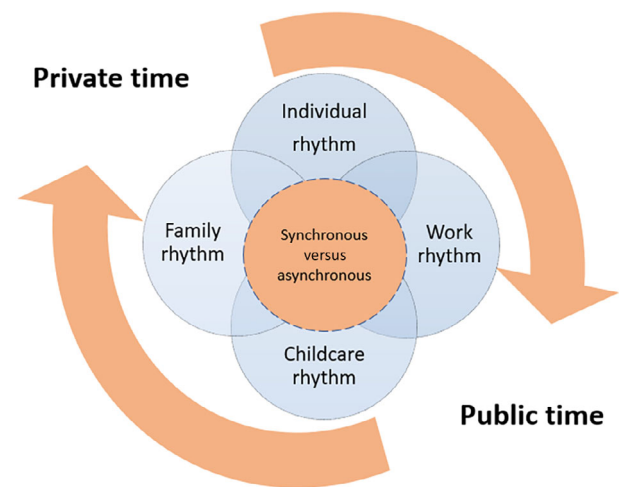 Private time
Individual
rhythm
Family
rhythm
Synchronous
versus
asynchronous
Work
rhythm
Childcare
rhythm
Public time